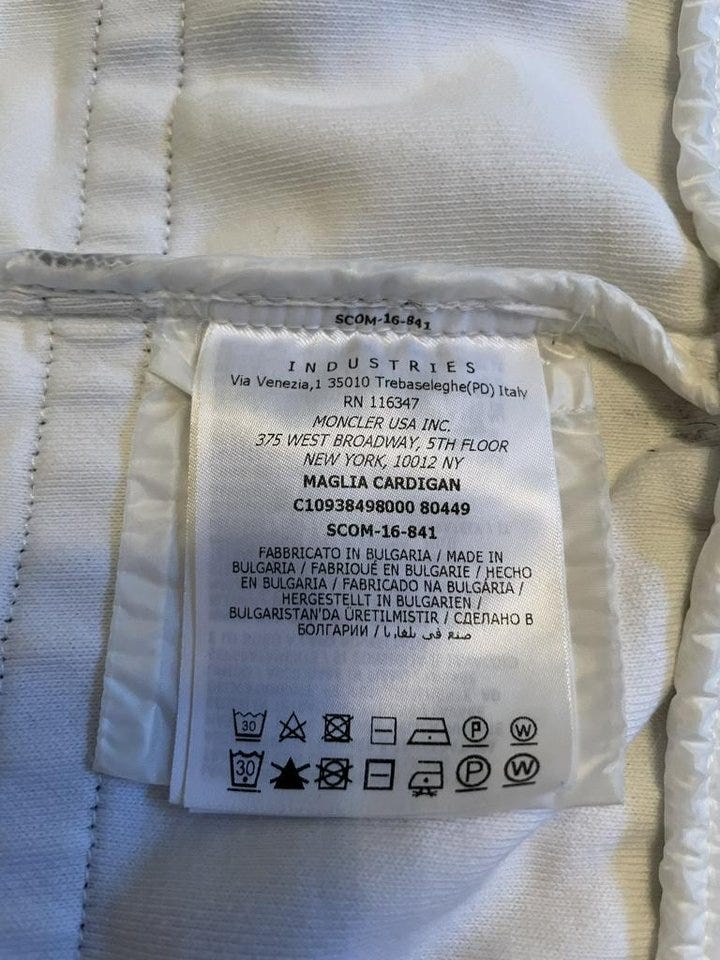 SCOM-16-841
INDUSTRIES
Via Venezia,1 35010 Trebaseleghe(PD) Italy
RN 116347
MONCLER USA INC.
375 WEST BROADWAY, 5TH FLOOR
NEW YORK, 10012 NY
MAGLIA CARDIGAN
C10938498000 80449
SCOM-16-841
FABBRICATO IN BULGARIA / MADE IN
BULGARIA / FABRIQUÉ EN BULGARIE / HECHO
EN BULGARIA / FABRICADO NA BULGÁRIA /
HERGESTELLT IN BULGARIEN /
BULGARISTAN'DA ÜRETILMISTIR / СДЕЛАНО В
БОЛГАРИИ / صنع في بلغاريا
30 P W
30 P W